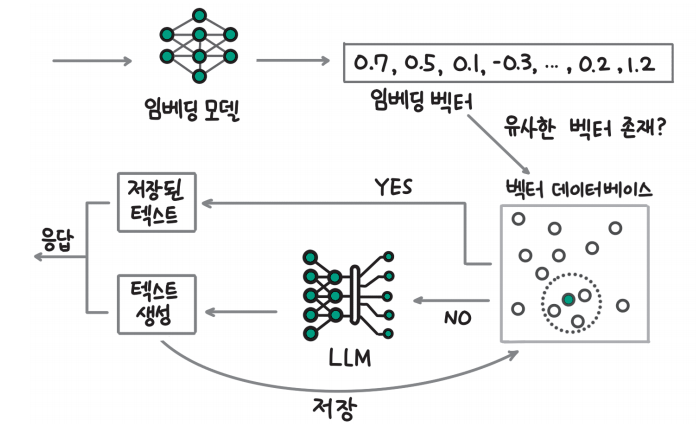 0.7, 0.5, 0.1, -0.3, ... , 0.2, 1.2
임베딩 모델
임베딩 벡터
유사한 벡터 존재?
저장된
텍스트
YES
벡터 데이터베이스
응답
텍스트
생성
NO
LLM
저장